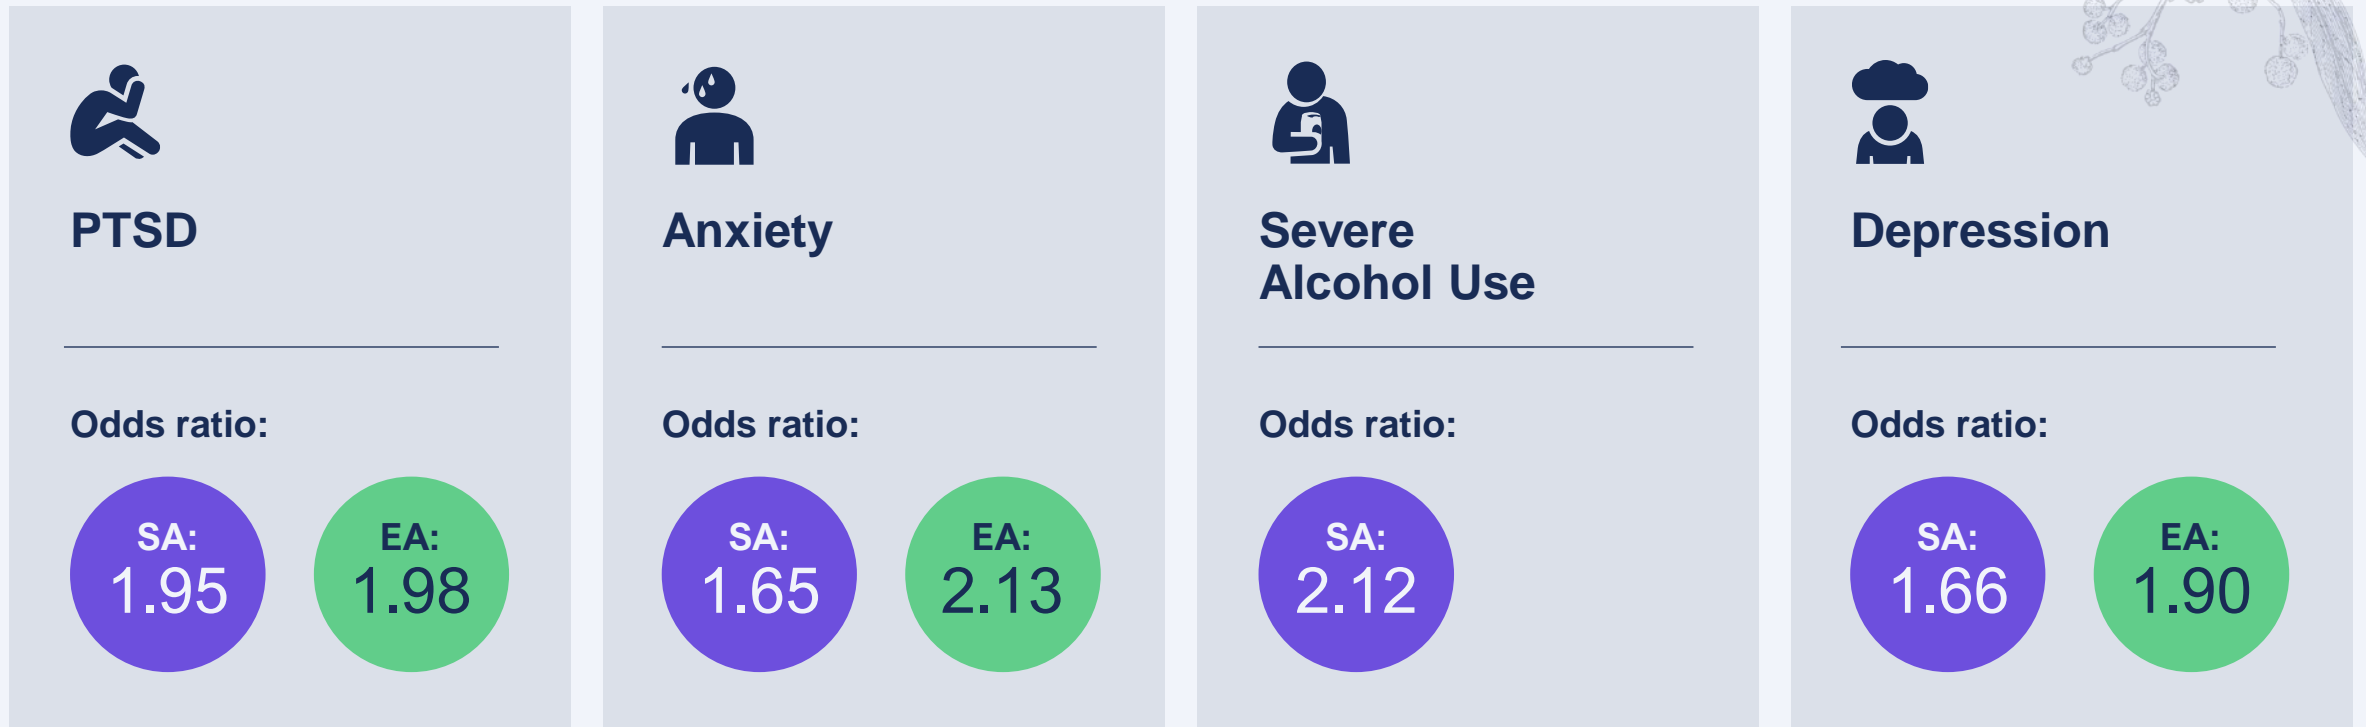 PTSD
Odds ratio:
SA:
1.95
EA:
1.98
Anxiety
Odds ratio:
SA:
1.65
EA:
2.13
Severe
Alcohol Use
Odds ratio:
SA:
2.12
Depression
Odds ratio:
SA:
1.66
EA:
1.90